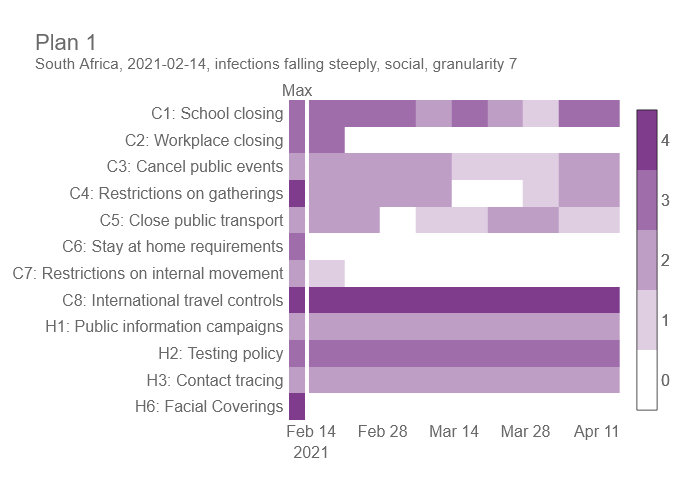 Plan 1
South Africa, 2021-02-14, infections falling steeply, social, granularity 7
Max
C1: School closing
C2: Workplace closing
C3: Cancel public events
C4: Restrictions on gatherings
C5: Close public transport
C6: Stay at home requirements
C7: Restrictions on internal movement
C8: International travel controls
H1: Public information campaigns
H2: Testing policy
H3: Contact tracing
H6: Facial Coverings
Feb 14 Feb 28 Mar 14 Mar 28 Apr 11
2021
4
3
2
1
0